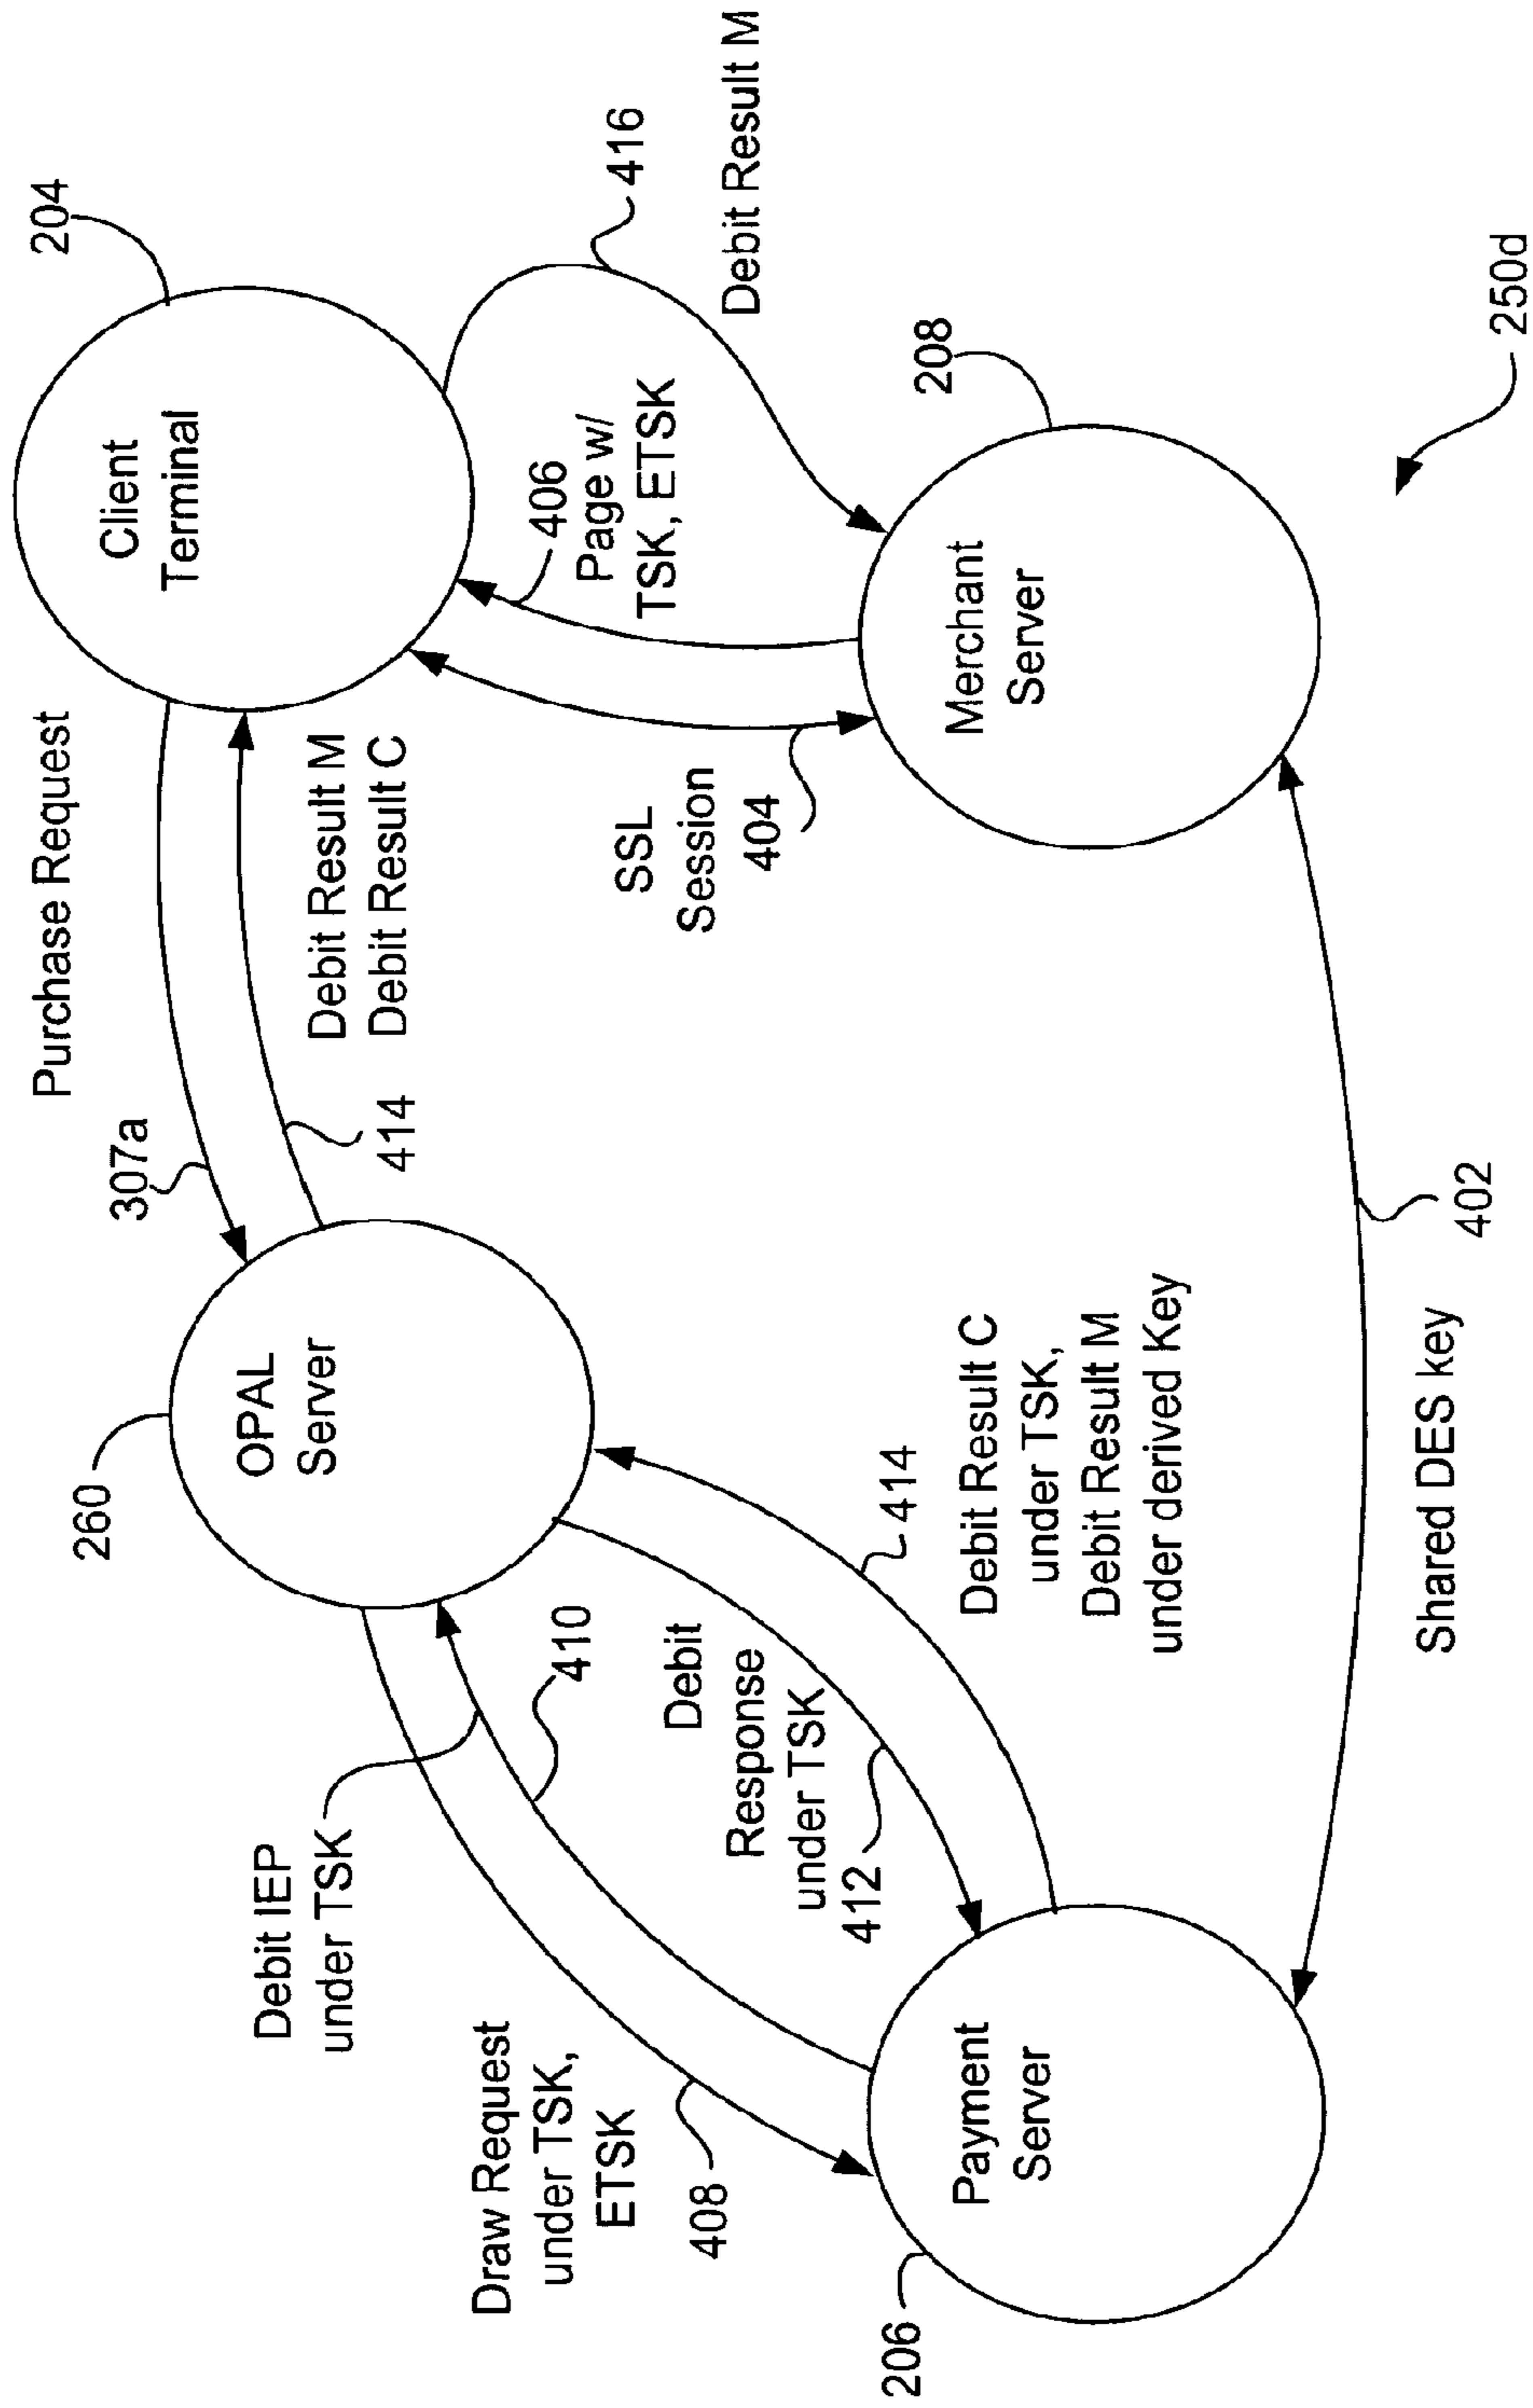 260
OPAL
Server
307a
Purchase Request
204
Client
Terminal
414
Debit Result M
Debit Result C
416
Debit Result M
406
Page w/
TSK, ETSK
SSL
Session
404
208
Merchant
Server
250d
Debit IEP
under TSK
410
Draw Request
under TSK,
ETSK
408
Debit
Response
under TSK
412
414
Debit Result C
under TSK,
Debit Result M
under derived Key
206
Payment
Server
Shared DES key
402